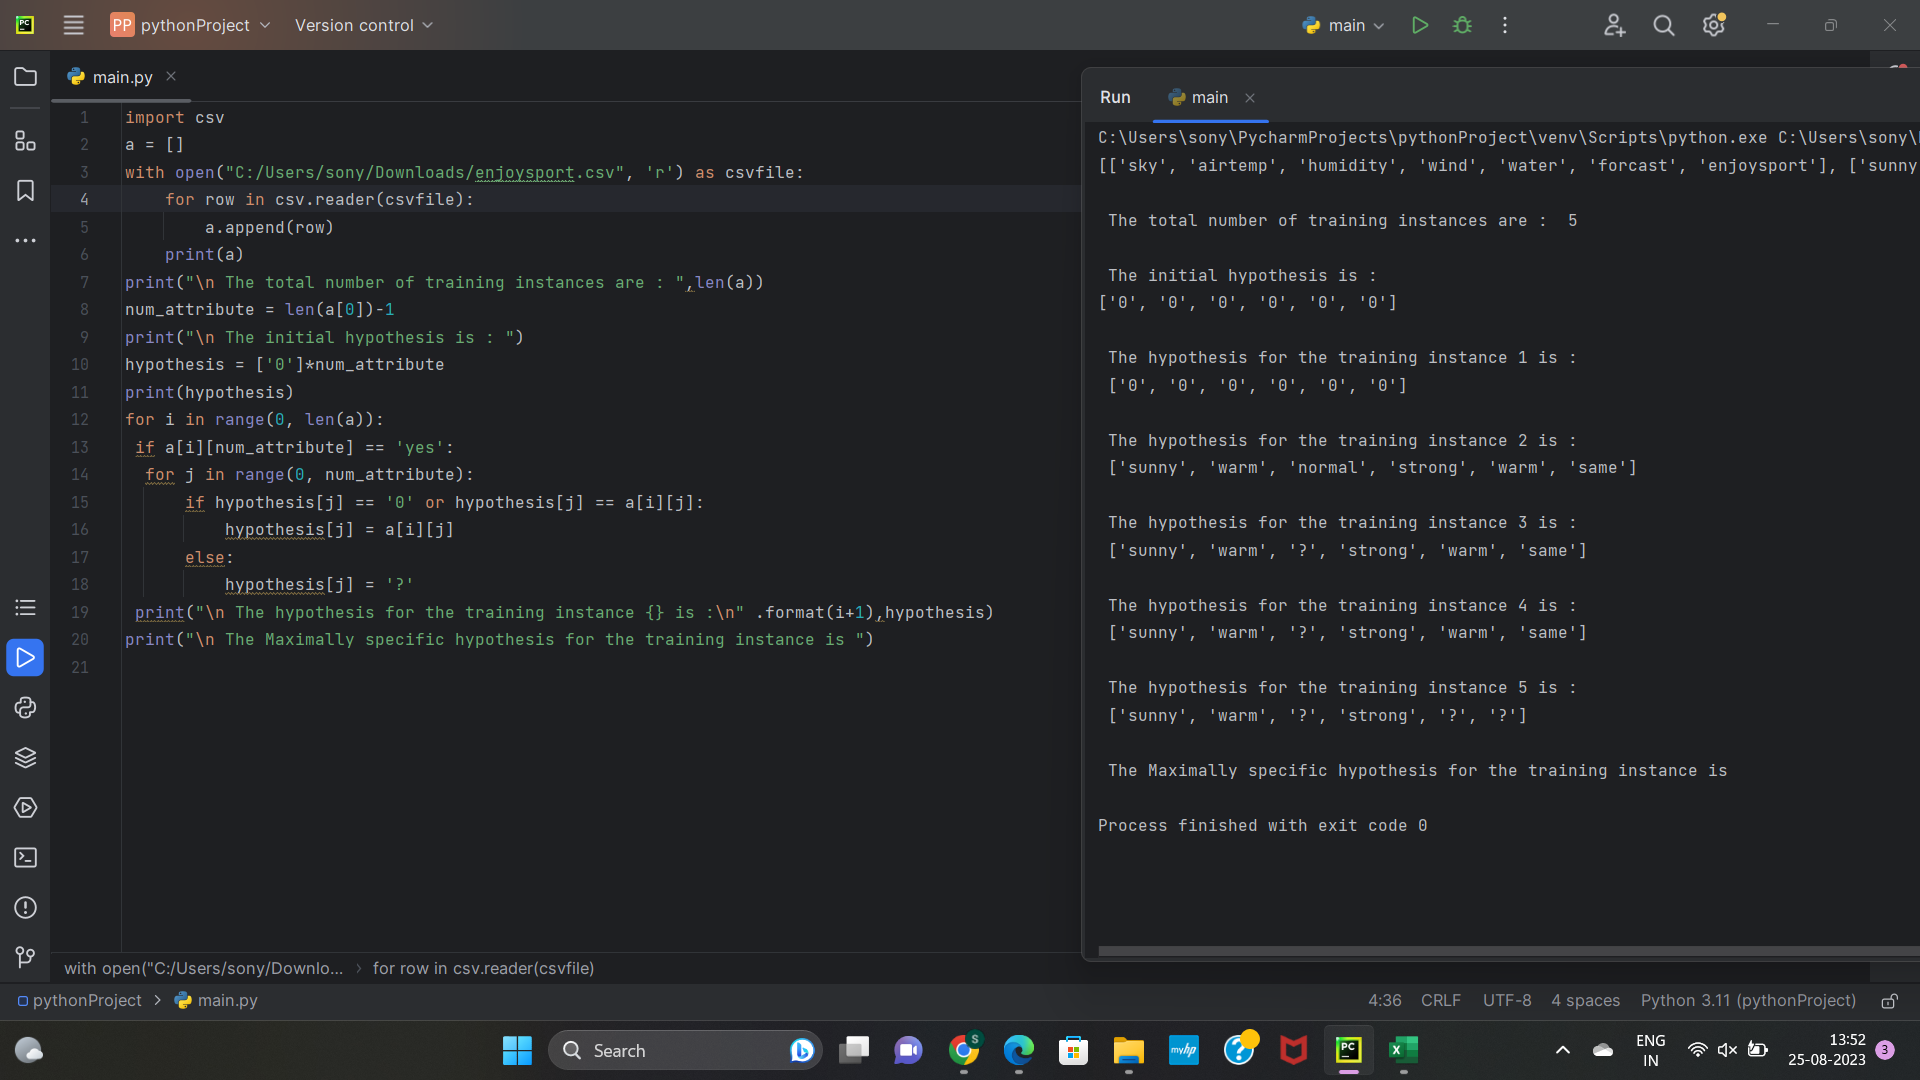 PC PP pythonProject Version control main
main.py
1 import csv
2 a = []
3 with open("C:/Users/sony/Downloads/enjoysport.csv", 'r') as csvfile:
4 for row in csv.reader(csvfile):
5 a.append(row)
6 print(a)
7 print("\n The total number of training instances are : ",len(a))
8 num_attribute = len(a[0])-1
9 print("\n The initial hypothesis is : ")
10 hypothesis = ['0']*num_attribute
11 print(hypothesis)
12 for i in range(0, len(a)):
13 if a[i][num_attribute] == 'yes':
14 for j in range(0, num_attribute):
15 if hypothesis[j] == '0' or hypothesis[j] == a[i][j]:
16 hypothesis[j] = a[i][j]
17 else:
18 hypothesis[j] = '?'
19 print("\n The hypothesis for the training instance {} is :\n" .format(i+1),hypothesis)
20 print("\n The Maximally specific hypothesis for the training instance is ")
21
Run main
C:\Users\sony\PycharmProjects\pythonProject\venv\Scripts\python.exe C:\Users\sony\
[['sky', 'airtemp', 'humidity', 'wind', 'water', 'forcast', 'enjoysport'], ['sunny
The total number of training instances are : 5
The initial hypothesis is :
['0', '0', '0', '0', '0', '0']
The hypothesis for the training instance 1 is :
['0', '0', '0', '0', '0', '0']
The hypothesis for the training instance 2 is :
['sunny', 'warm', 'normal', 'strong', 'warm', 'same']
The hypothesis for the training instance 3 is :
['sunny', 'warm', '?', 'strong', 'warm', 'same']
The hypothesis for the training instance 4 is :
['sunny', 'warm', '?', 'strong', 'warm', 'same']
The hypothesis for the training instance 5 is :
['sunny', 'warm', '?', 'strong', '?', '?']
The Maximally specific hypothesis for the training instance is
Process finished with exit code 0
with open("C:/Users/sony/Downlo... for row in csv.reader(csvfile)
pythonProject main.py 4:36 CRLF UTF-8 4 spaces Python 3.11 (pythonProject)
Search S myhp PC X ENG 13:52
IN 25-08-2023 3